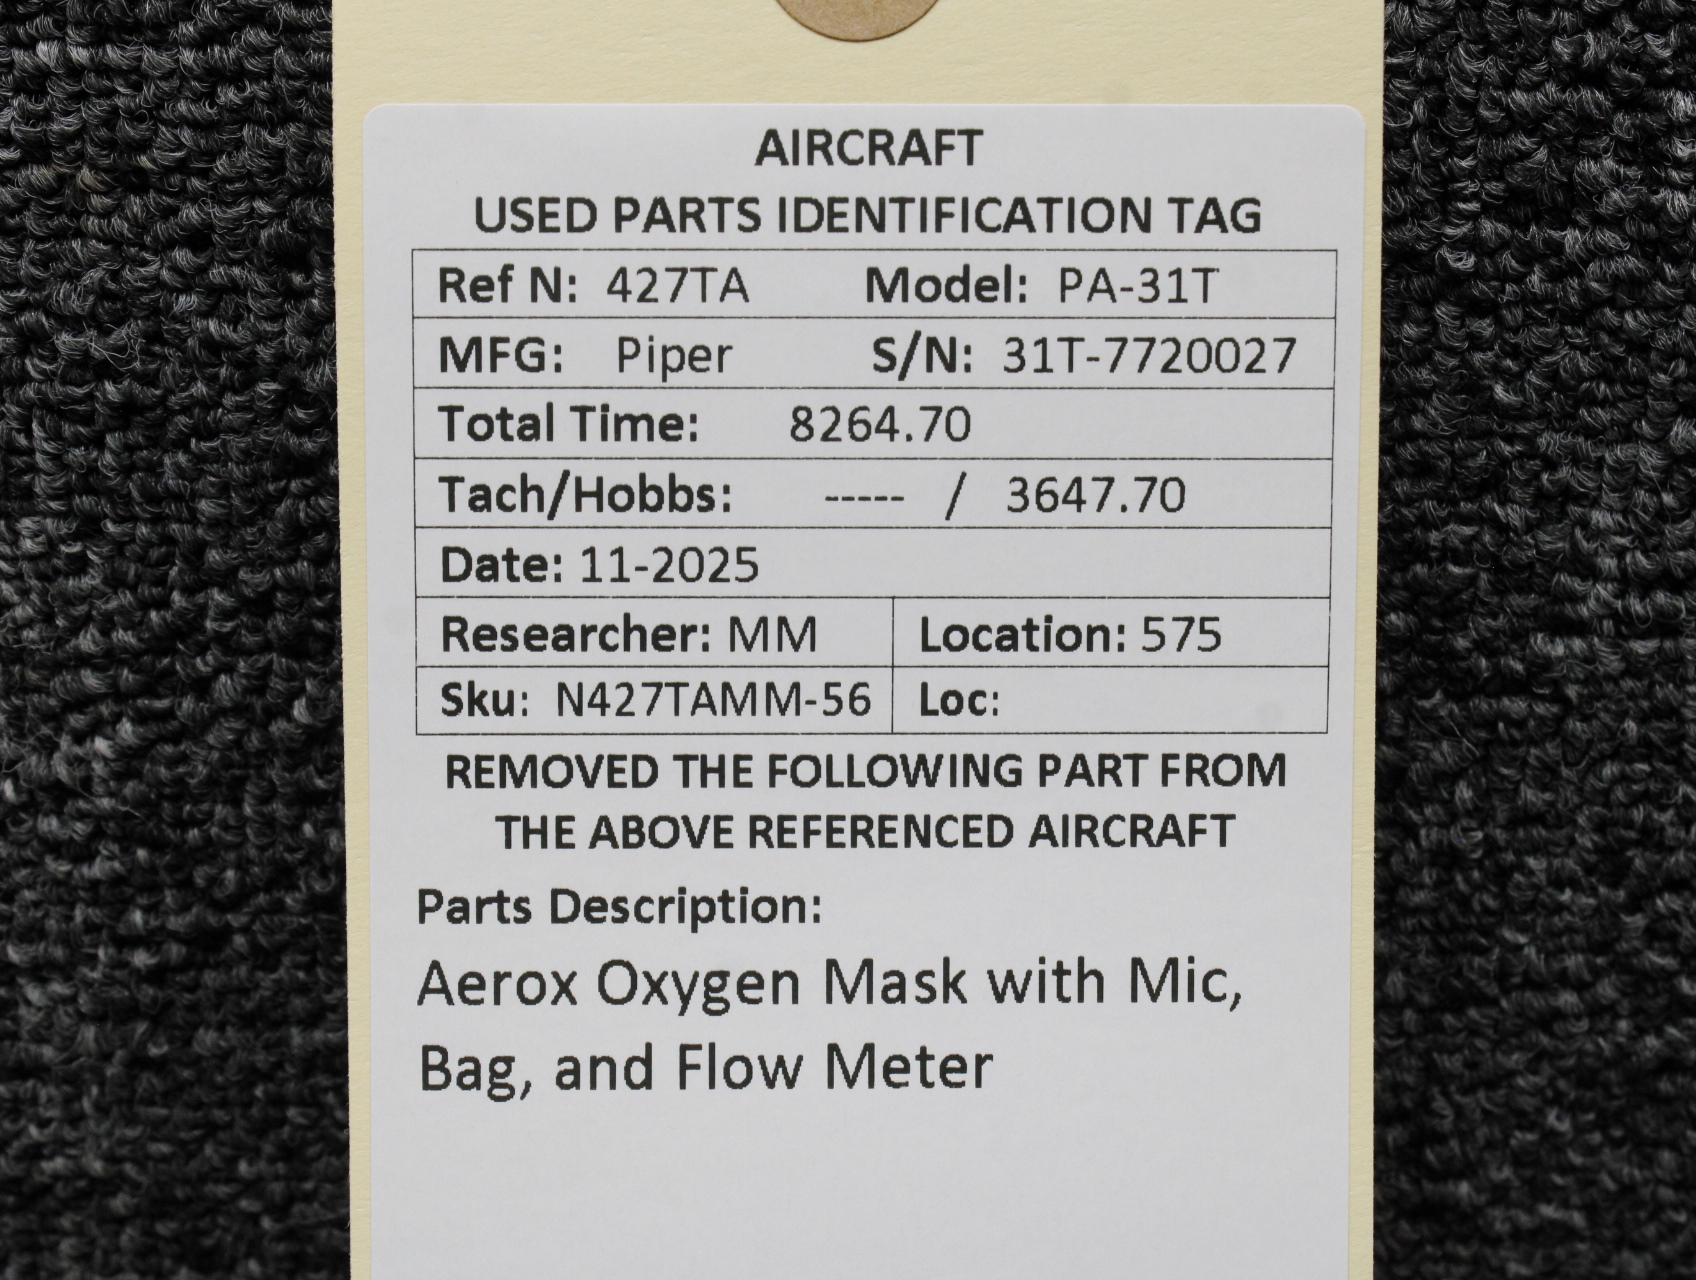 AIRCRAFT
USED PARTS IDENTIFICATION TAG
Ref N: 427TA Model: PA-31T
MFG: Piper S/N: 31T-7720027
Total Time: 8264.70
Tach/Hobbs: ----- / 3647.70
Date: 11-2025
Researcher: MM Location: 575
Sku: N427TAMM-56 Loc:
REMOVED THE FOLLOWING PART FROM
THE ABOVE REFERENCED AIRCRAFT
Parts Description:
Aerox Oxygen Mask with Mic,
Bag, and Flow Meter